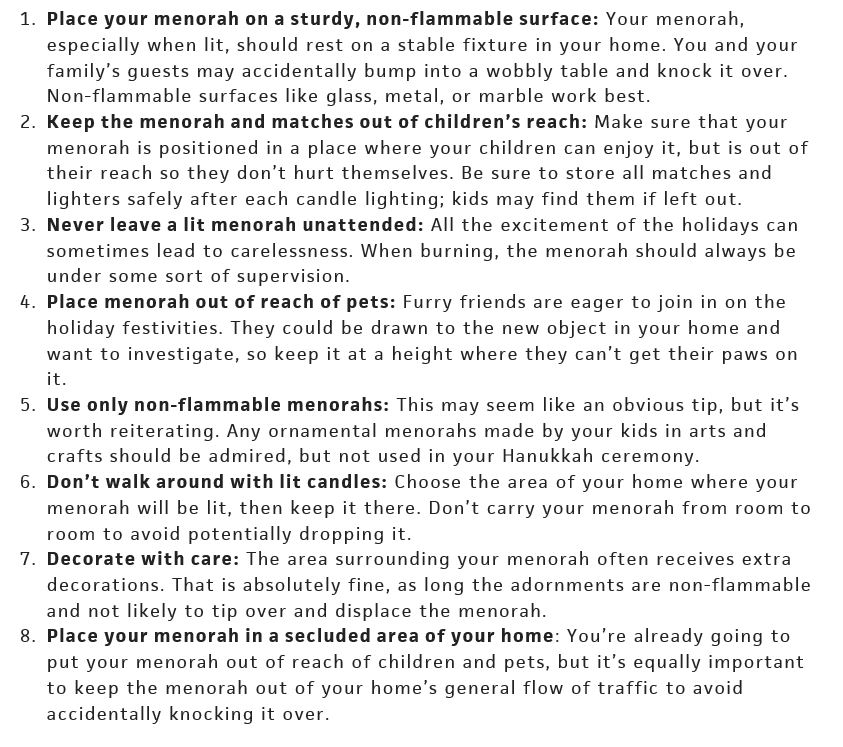 1. Place your menorah on a sturdy, non-flammable surface: Your menorah,
especially when lit, should rest on a stable fixture in your home. You and your
family’s guests may accidentally bump into a wobbly table and knock it over.
Non-flammable surfaces like glass, metal, or marble work best.
2. Keep the menorah and matches out of children’s reach: Make sure that your
menorah is positioned in a place where your children can enjoy it, but is out of
their reach so they don’t hurt themselves. Be sure to store all matches and
lighters safely after each candle lighting; kids may find them if left out.
3. Never leave a lit menorah unattended: All the excitement of the holidays can
sometimes lead to carelessness. When burning, the menorah should always be
under some sort of supervision.
4. Place menorah out of reach of pets: Furry friends are eager to join in on the
holiday festivities. They could be drawn to the new object in your home and
want to investigate, so keep it at a height where they can’t get their paws on
it.
5. Use only non-flammable menorahs: This may seem like an obvious tip, but it’s
worth reiterating. Any ornamental menorahs made by your kids in arts and
crafts should be admired, but not used in your Hanukkah ceremony.
6. Don’t walk around with lit candles: Choose the area of your home where your
menorah will be lit, then keep it there. Don’t carry your menorah from room to
room to avoid potentially dropping it.
7. Decorate with care: The area surrounding your menorah often receives extra
decorations. That is absolutely fine, as long the adornments are non-flammable
and not likely to tip over and displace the menorah.
8. Place your menorah in a secluded area of your home: You’re already going to
put your menorah out of reach of children and pets, but it’s equally important
to keep the menorah out of your home’s general flow of traffic to avoid
accidentally knocking it over.